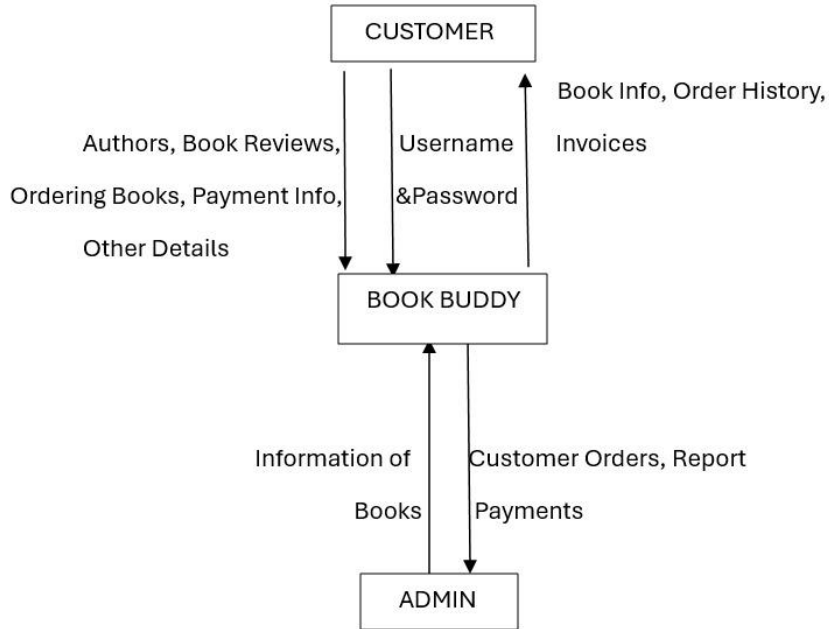 CUSTOMER
Book Info, Order History,
Invoices
Authors, Book Reviews,
Ordering Books, Payment Info,
Other Details
Username
&Password
BOOK BUDDY
Information of
Books
Customer Orders, Report
Payments
ADMIN